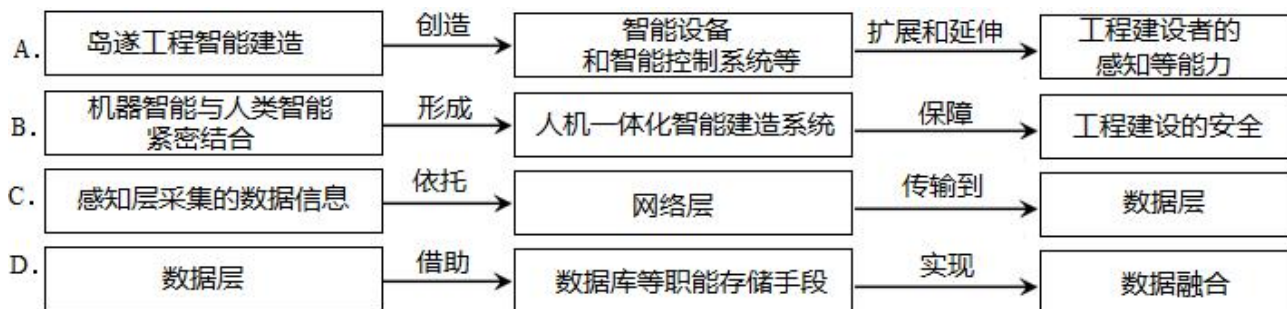 A. 岛遂工程智能建造 创造 智能设备 扩展和延伸 工程建设者的
和智能控制系统等 感知等能力
B. 机器智能与人类智能 形成 人机一体化智能建造系统 保障 工程建设的安全
紧密结合
C. 感知层采集的数据信息 依托 网络层 传输到 数据层
D. 数据层 借助 数据库等职能存储手段 实现 数据融合